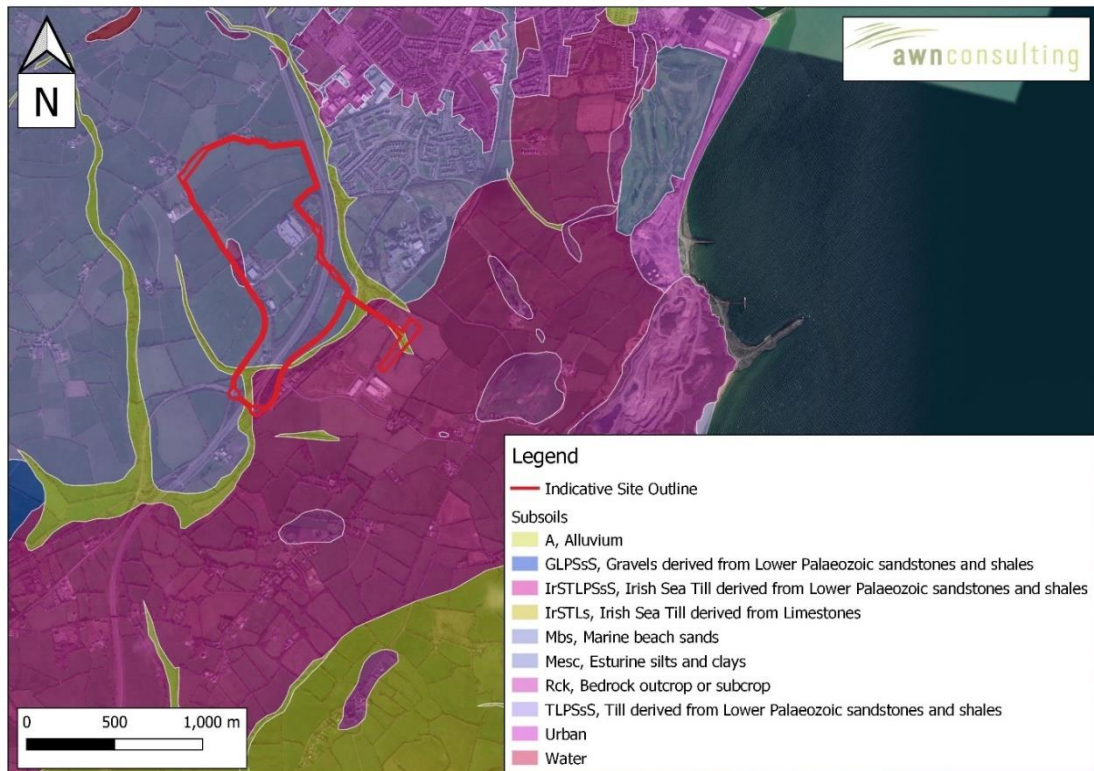 N
awnconsulting
Legend
Indicative Site Outline
Subsoils
A, Alluvium
GLPSsS, Gravels derived from Lower Palaeozoic sandstones and shales
IrSTLPSsS, Irish Sea Till derived from Lower Palaeozoic sandstones and shales
IrSTLs, Irish Sea Till derived from Limestones
Mbs, Marine beach sands
Mesc, Esturine silts and clays
Rck, Bedrock outcrop or subcrop
TLPSsS, Till derived from Lower Palaeozoic sandstones and shales
Urban
Water
0 500 1,000 m